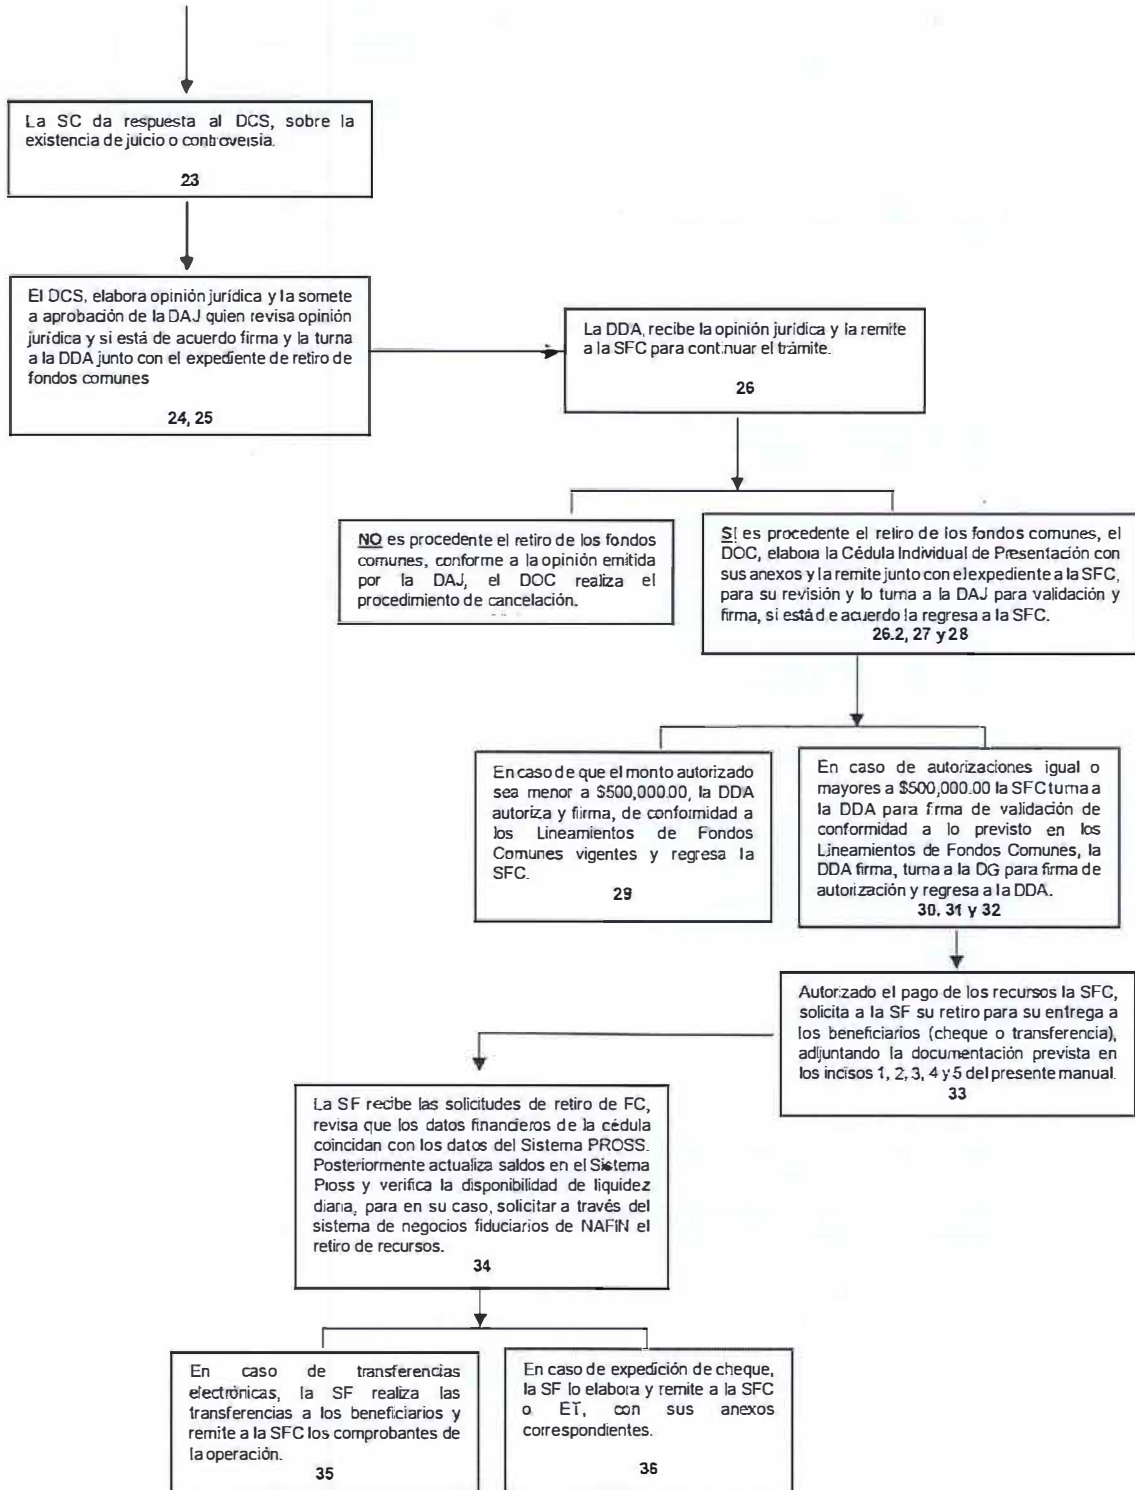 La SC da respuesta al DCS, sobre la
existencia de juicio o controversia.
23
El DCS, elabora opinión jurídica y la somete
a aprobación de la DAJ quien revisa opinión
jurídica y si está de acuerdo firma y la turna
a la DDA junto con el expediente de retiro de
fondos comunes
24, 25
La DDA, recibe la opinión jurídica y la remite
a la SFC para continuar el trámite.
26
NO es procedente el retiro de los fondos
comunes, conforme a la opinión emitida
por la DAJ, el DOC realiza el
procedimiento de cancelación.
SI es procedente el retiro de los fondos comunes, el
DOC, elabora la Cédula Individual de Presentación con
sus anexos y la remite junto con el expediente a la SFC,
para su revisión y lo turna a la DAJ para validación y
firma, si está de acuerdo la regresa a la SFC.
26.2, 27 y 28
En caso de que el monto autorizado
sea menor a $500,000.00, la DDA
autoriza y firma, de conformidad a
los Lineamientos de Fondos
Comunes vigentes y regresa la
SFC.
29
En caso de autorizaciones igual o
mayores a $500,000.00 la SFC turna a
la DDA para firma de validación de
conformidad a lo previsto en los
Lineamientos de Fondos Comunes, la
DDA firma, turna a la DG para firma de
autorización y regresa a la DDA.
30, 31 y 32
Autorizado el pago de los recursos la SFC,
solicita a la SF su retiro para su entrega a
los beneficiarios (cheque o transferencia),
adjuntando la documentación prevista en
los incisos 1, 2, 3, 4 y 5 del presente manual.
33
La SF recibe las solicitudes de retiro de FC,
revisa que los datos financieros de la cédula
coincidan con los datos del Sistema PROSS.
Posteriormente actualiza saldos en el Sistema
Pross y verifica la disponibilidad de liquidez
diaria, para en su caso, solicitar a través del
sistema de negocios fiduciarios de NAFIN el
retiro de recursos.
34
En caso de transferencias
electrónicas, la SF realiza las
transferencias a los beneficiarios y
remite a la SFC los comprobantes de
la operación.
35
En caso de expedición de cheque,
la SF lo elabora y remite a la SFC
o ET, con sus anexos
correspondientes.
36